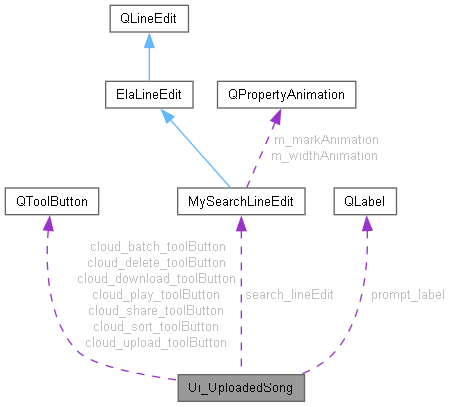 QLineEdit
ElaLineEdit
QPropertyAnimation
m_markAnimation
m_widthAnimation
QToolButton
MySearchLineEdit
QLabel
cloud_batch_toolButton
cloud_delete_toolButton
cloud_download_toolButton
cloud_play_toolButton
cloud_share_toolButton
cloud_sort_toolButton
cloud_upload_toolButton
search_lineEdit
prompt_label
Ui_UploadedSong